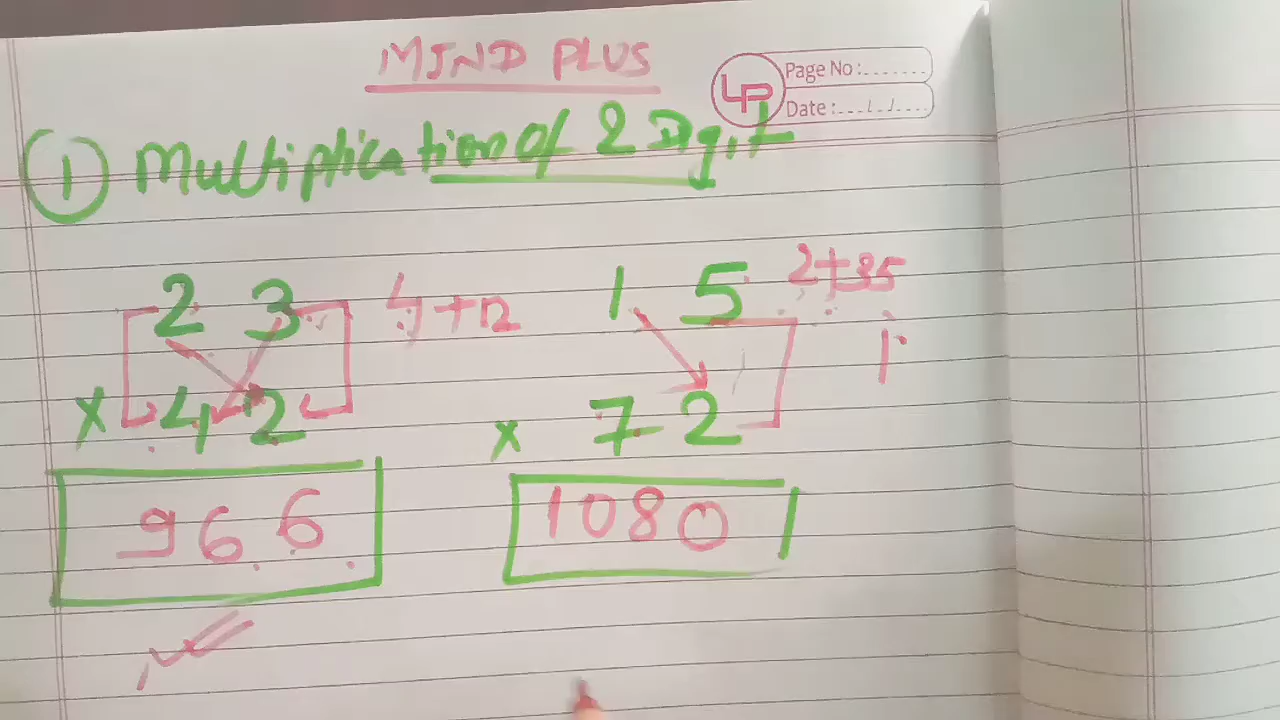 MIND PLUS
LP Page No :.......
Date : .../../....
1 Multiplication of 2 Digit
2 3 4+12 1 5 2+35
1
x 4 2 x 7 2
966 1080